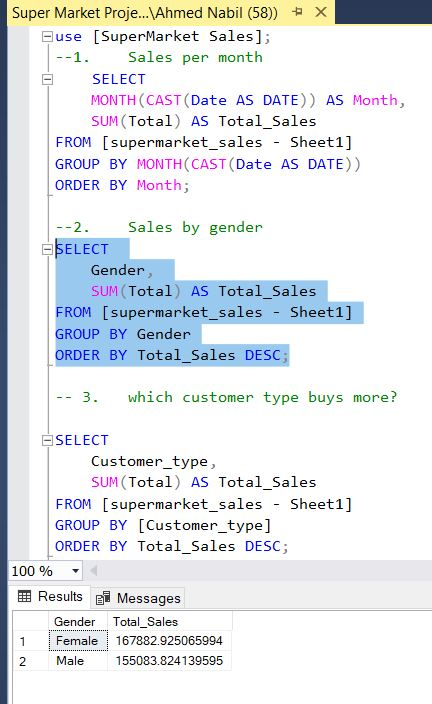 Super Market Proje...\Ahmed Nabil (58))
use [SuperMarket Sales];
--1. Sales per month
SELECT
MONTH(CAST(Date AS DATE)) AS Month,
SUM(Total) AS Total_Sales
FROM [supermarket_sales - Sheet1]
GROUP BY MONTH(CAST(Date AS DATE))
ORDER BY Month;
--2. Sales by gender
SELECT
Gender,
SUM(Total) AS Total_Sales
FROM [supermarket_sales - Sheet1]
GROUP BY Gender
ORDER BY Total_Sales DESC;
-- 3. which customer type buys more?
SELECT
Customer_type,
SUM(Total) AS Total_Sales
FROM [supermarket_sales - Sheet1]
GROUP BY [Customer_type]
ORDER BY Total_Sales DESC;
100 %
Results Messages
Gender Total_Sales
1 Female 167882.925065994
2 Male 155083.824139595